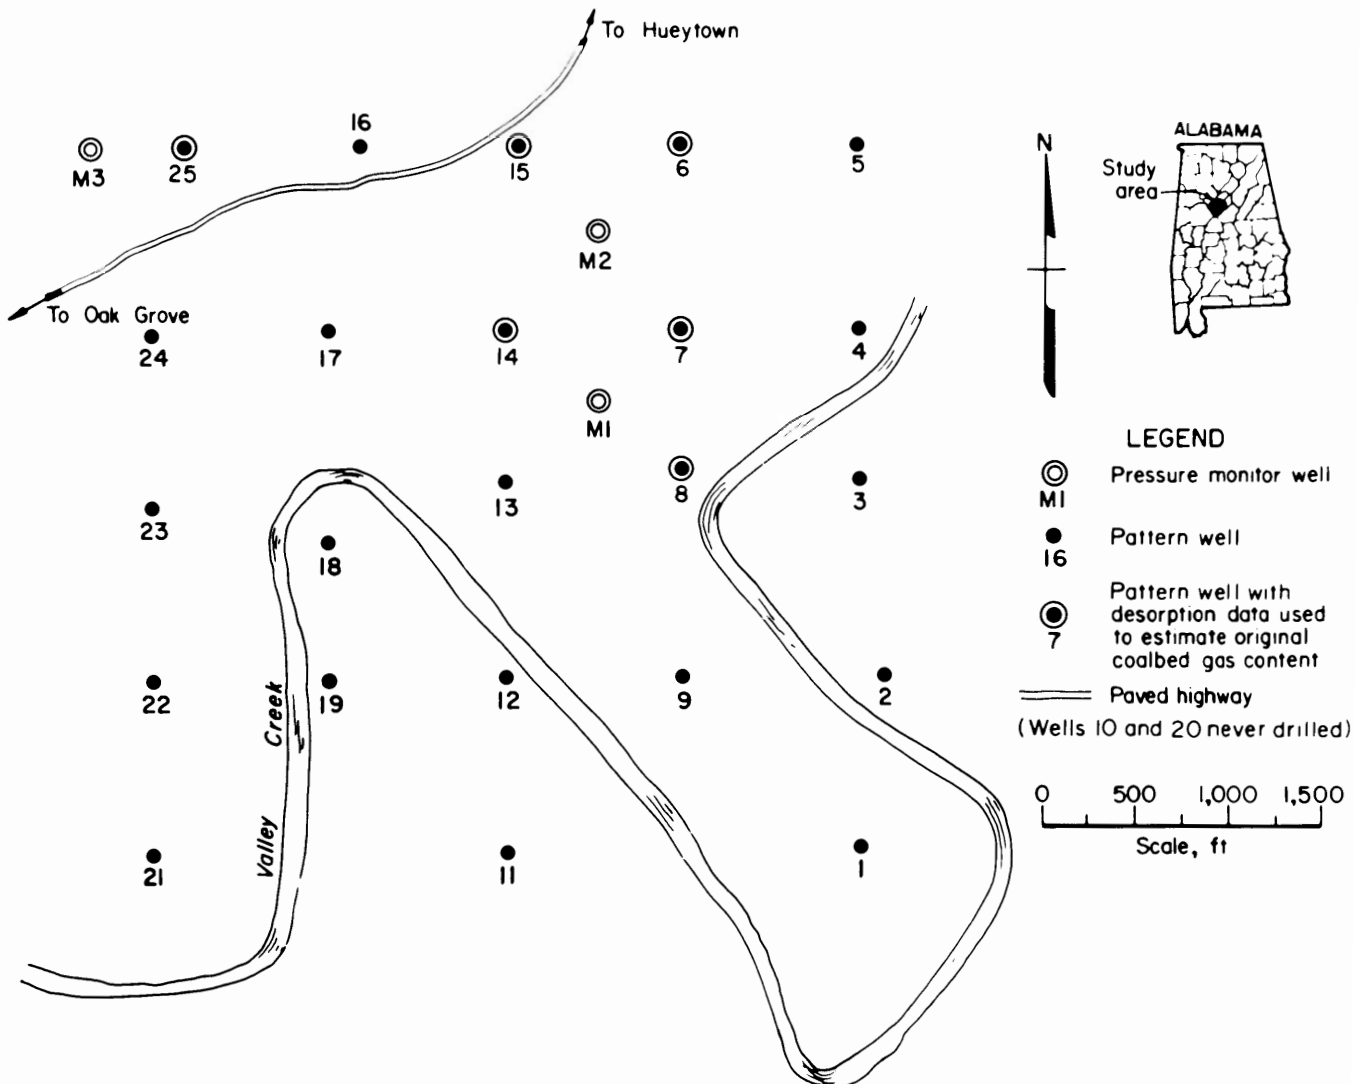 To Hueytown
M3
25
16
15
6
5
M2
To Oak Grove
24
17
14
7
4
M1
23
18
13
8
3
22
Creek
19
12
9
2
21
Valley
11
1
N
ALABAMA
Study
area
LEGEND
M1
Pressure monitor well
16
Pattern well
7
Pattern well with
desorption data used
to estimate original
coalbed gas content
Paved highway
(Wells 10 and 20 never drilled)
0 500 1,000 1,500
Scale, ft